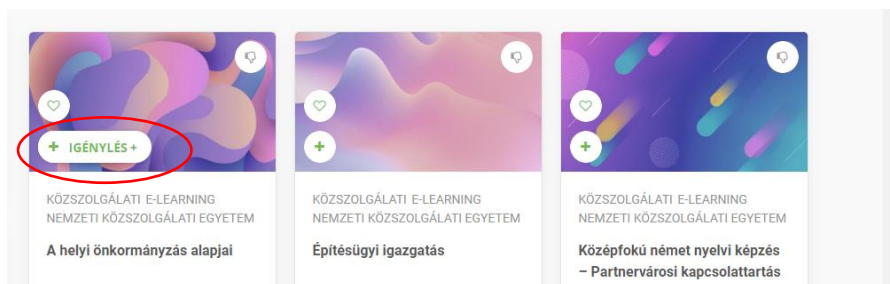 + IGÉNYLÉS +
KÖZSZOLGÁLATI E-LEARNING
NEMZETI KÖZSZOLGÁLATI EGYETEM
A helyi önkormányzás alapjai
+
KÖZSZOLGÁLATI E-LEARNING
NEMZETI KÖZSZOLGÁLATI EGYETEM
Építésügyi igazgatás
+
KÖZSZOLGÁLATI E-LEARNING
NEMZETI KÖZSZOLGÁLATI EGYETEM
Középfokú német nyelvi képzés
– Partnervárosi kapcsolattartás